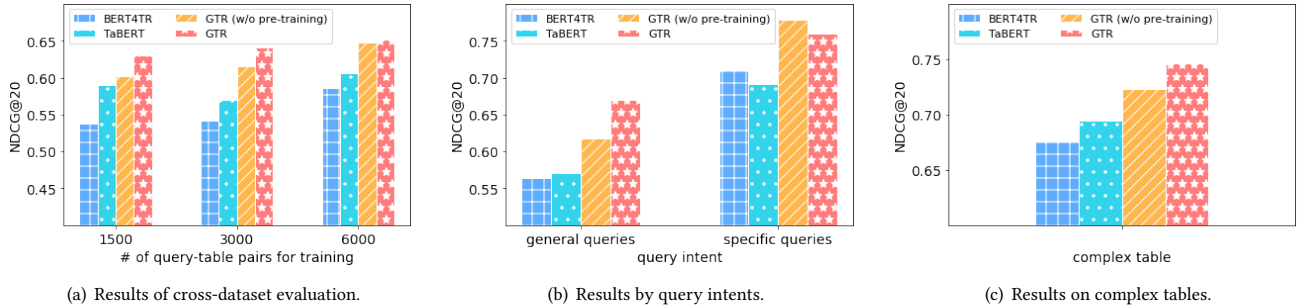 BERT4TR
TaBERT
GTR (w/o pre-training)
GTR
NDCG@20
0.65
0.60
0.55
0.50
0.45
1500 3000 6000
# of query-table pairs for training
(a) Results of cross-dataset evaluation.
BERT4TR
TaBERT
GTR (w/o pre-training)
GTR
NDCG@20
0.75
0.70
0.65
0.60
0.55
general queries specific queries
query intent
(b) Results by query intents.
BERT4TR
TaBERT
GTR (w/o pre-training)
GTR
NDCG@20
0.75
0.70
0.65
complex table
(c) Results on complex tables.